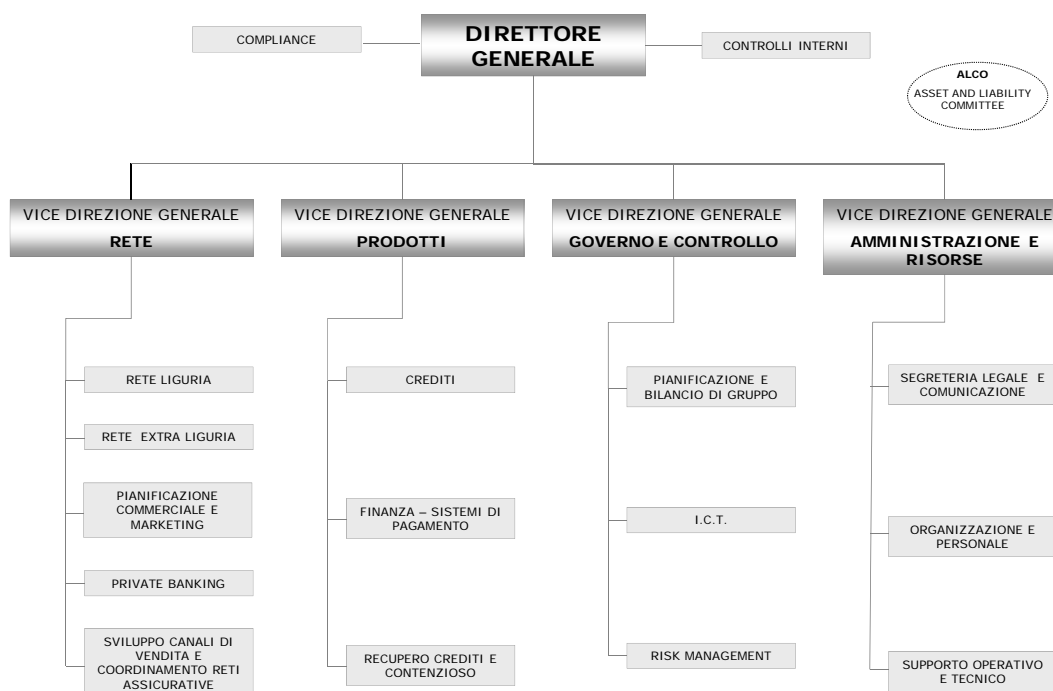 COMPLIANCE
DIRETTORE
GENERALE
CONTROLLI INTERNI
ALCO
ASSET AND LIABILITY
COMMITTEE
VICE DIREZIONE GENERALE
RETE
VICE DIREZIONE GENERALE
PRODOTTI
VICE DIREZIONE GENERALE
GOVERNO E CONTROLLO
VICE DIREZIONE GENERALE
AMMINISTRAZIONE E
RISORSE
RETE LIGURIA
RETE EXTRA LIGURIA
PIANIFICAZIONE
COMMERCIALE E
MARKETING
PRIVATE BANKING
SVILUPPO CANALI DI
VENDITA E
COORDINAMENTO RETI
ASSICURATIVE
CREDITI
FINANZA – SISTEMI DI
PAGAMENTO
RECUPERO CREDITI E
CONTENZIOSO
PIANIFICAZIONE E
BILANCIO DI GRUPPO
I.C.T.
RISK MANAGEMENT
SEGRETERIA LEGALE E
COMUNICAZIONE
ORGANIZZAZIONE E
PERSONALE
SUPPORTO OPERATIVO
E TECNICO